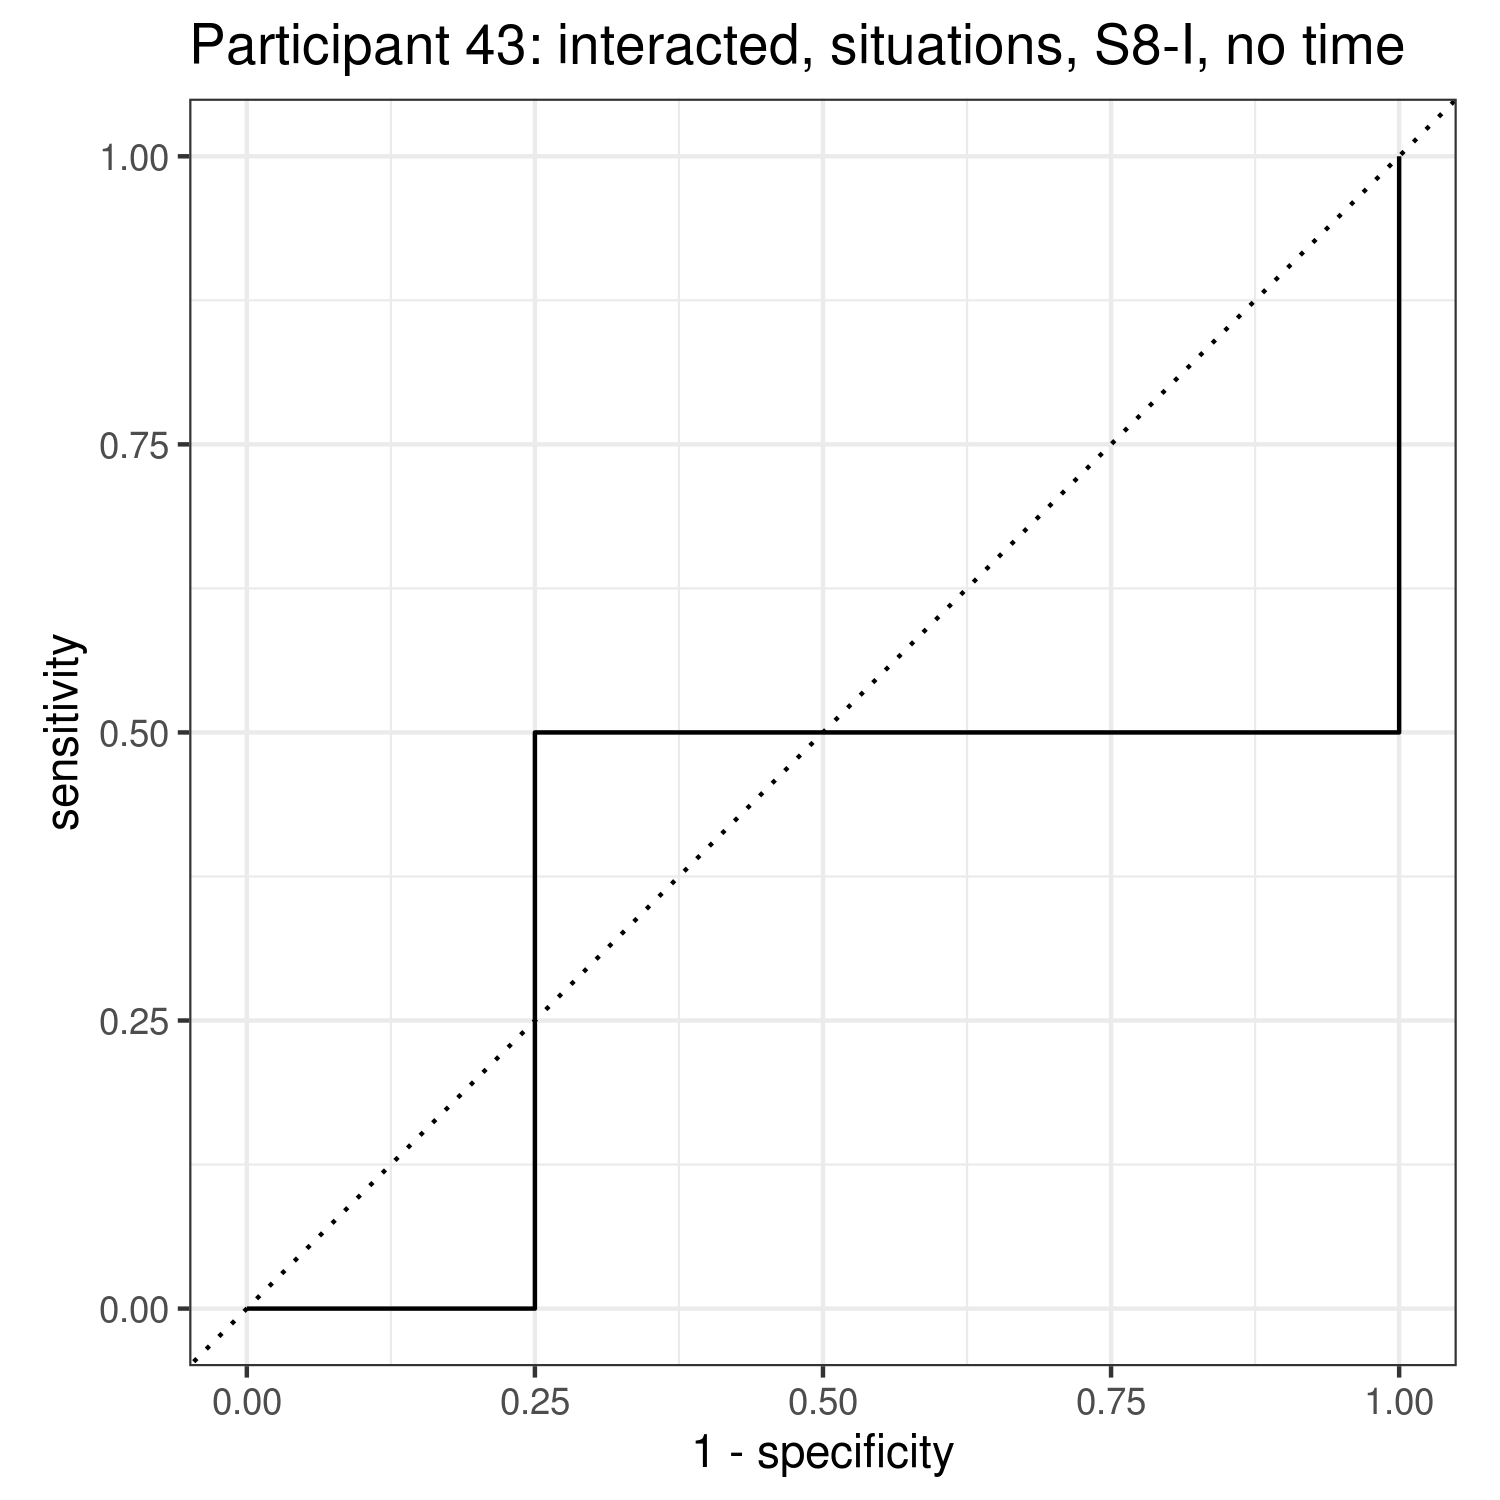 Participant 43: interacted, situations, S8-I, no time
1.00
0.75
0.50
0.25
0.00
sensitivity
0.00 0.25 0.50 0.75 1.00
1 - specificity